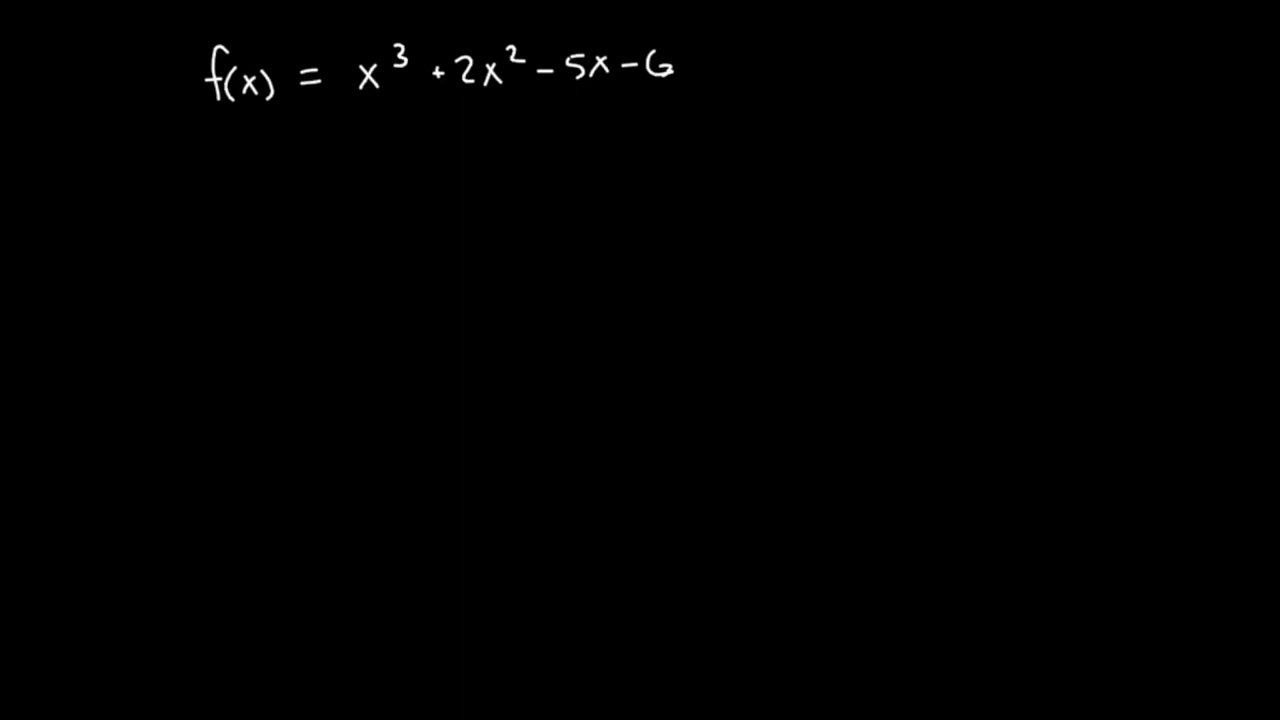 f(x) = x³ + 2x² - 5x - 6